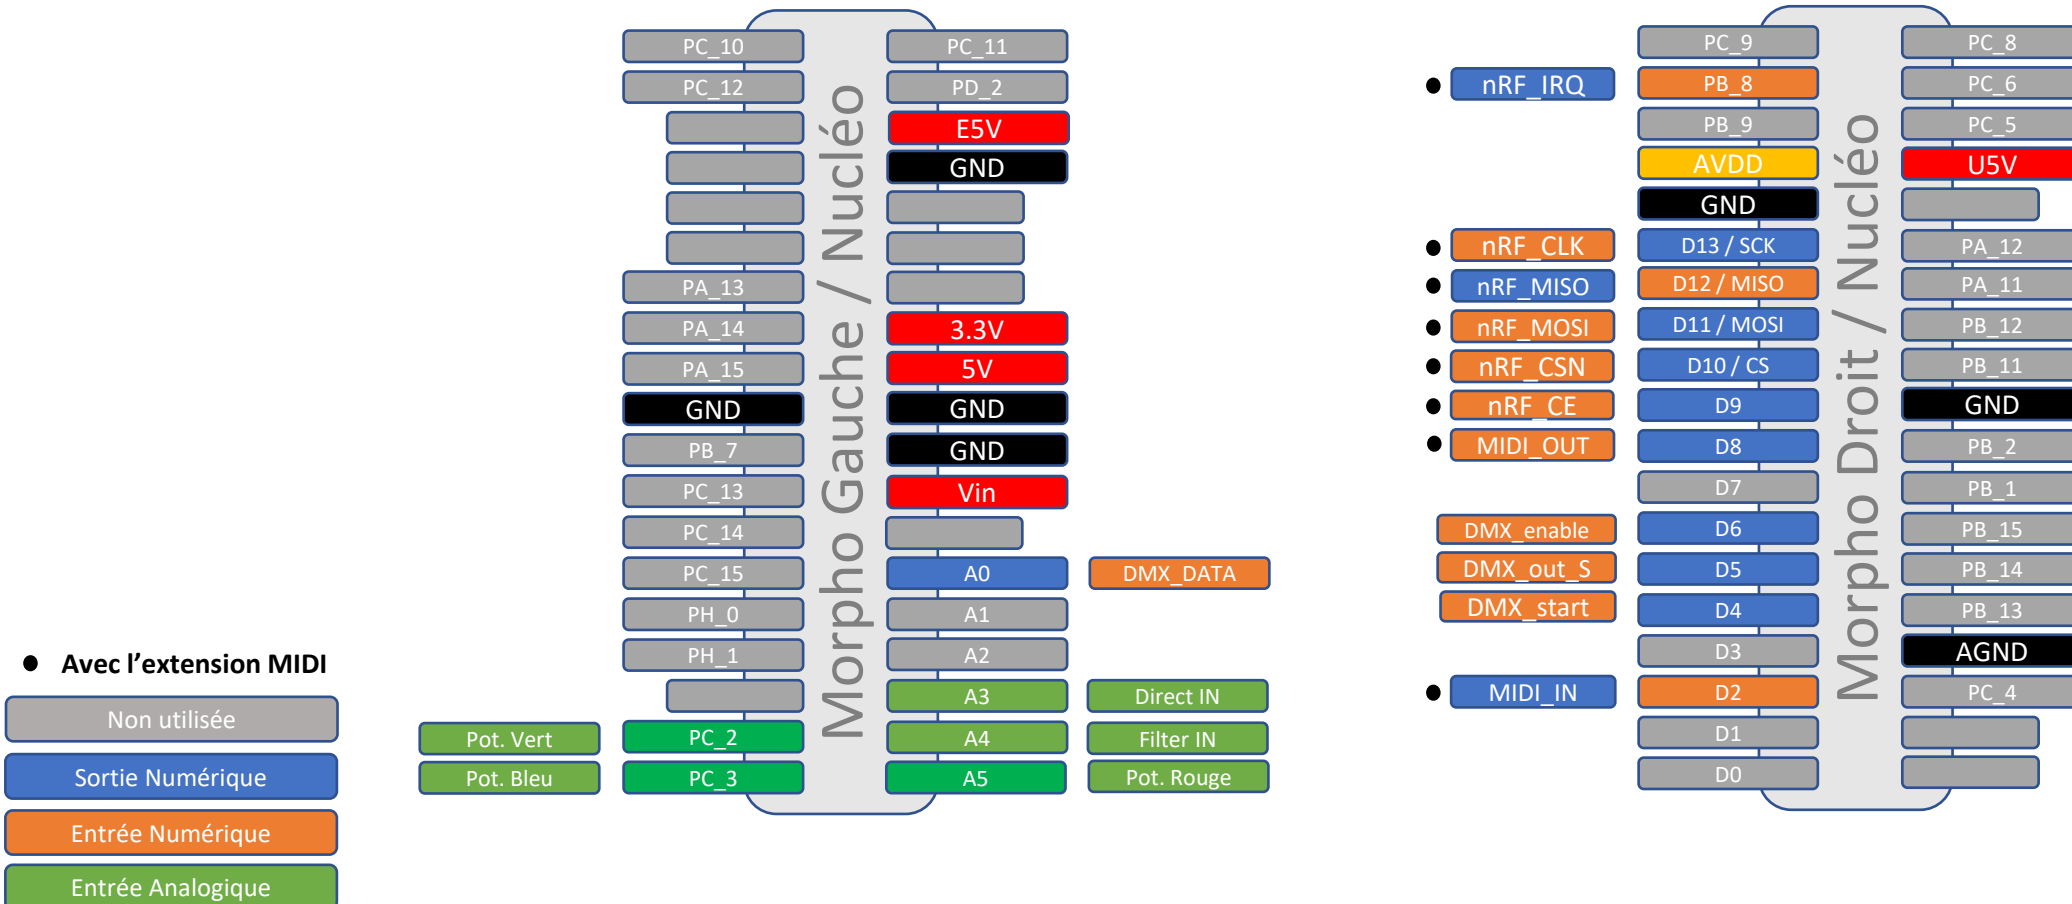 PC_10 PC_11
PC_12 PD_2
E5V
GND
PA_13
PA_14 3.3V
PA_15 5V
GND GND
PB_7 GND
PC_13 Vin
PC_14
PC_15 A0 DMX_DATA
PH_0 A1
PH_1 A2
A3 Direct IN
Pot. Vert PC_2 A4 Filter IN
Pot. Bleu PC_3 A5 Pot. Rouge
Morpho Gauche / Nucléo
PC_9 PC_8
nRF_IRQ PB_8 PC_6
PB_9 PC_5
AVDD U5V
GND
nRF_CLK D13 / SCK PA_12
nRF_MISO D12 / MISO PA_11
nRF_MOSI D11 / MOSI PB_12
nRF_CSN D10 / CS PB_11
nRF_CE D9 GND
MIDI_OUT D8 PB_2
D7 PB_1
DMX_enable D6 PB_15
DMX_out_S D5 PB_14
DMX_start D4 PB_13
D3 AGND
MIDI_IN D2 PC_4
D1
D0
Morpho Droit / Nucléo
● Avec l'extension MIDI
Non utilisée
Sortie Numérique
Entrée Numérique
Entrée Analogique